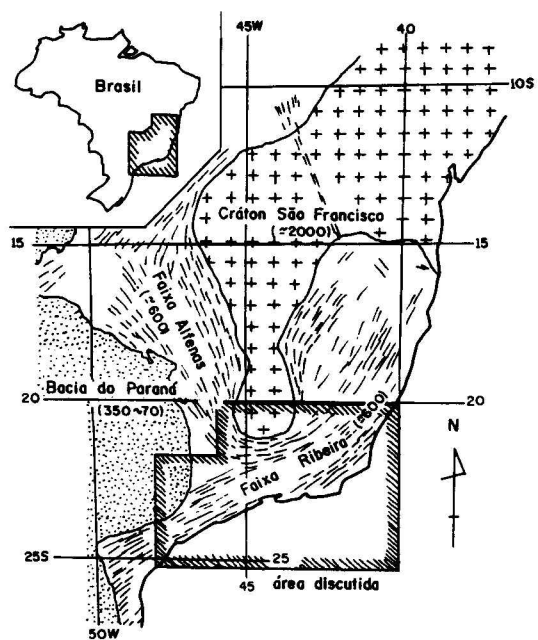 45W
40
Brasil
10S
Cráton São Francisco
(≃2000)
15
15
Faixa Alfenas
(~600)
Bacia do Paraná
20
(350~70)
20
Faixa Ribeira (≃600)
N
25S
25
45
área discutida
50W